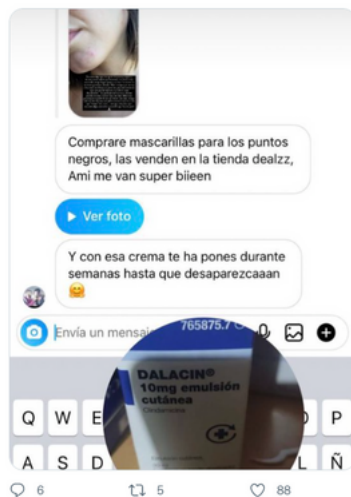 Comprare mascarillas para los puntos
negros, las venden en la tienda dealzz,
Ami me van super biieen
Ver foto
Y con esa crema te ha pones durante
semanas hasta que desaparezcaaan
Envía un mensaj
765875.7
DALACIN®
10mg emulsión
cutánea
Clindamicina
Q W E P
A S D L Ñ
6 5 88